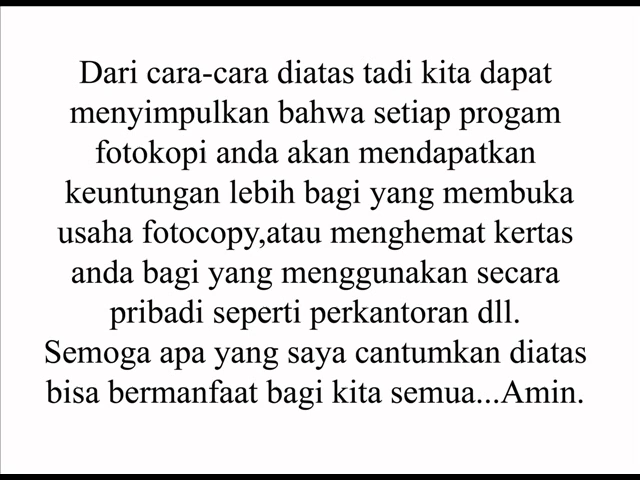 Dari cara-cara diatas tadi kita dapat
menyimpulkan bahwa setiap progam
fotokopi anda akan mendapatkan
keuntungan lebih bagi yang membuka
usaha fotocopy,atau menghemat kertas
anda bagi yang menggunakan secara
pribadi seperti perkantoran dll.
Semoga apa yang saya cantumkan diatas
bisa bermanfaat bagi kita semua...Amin.